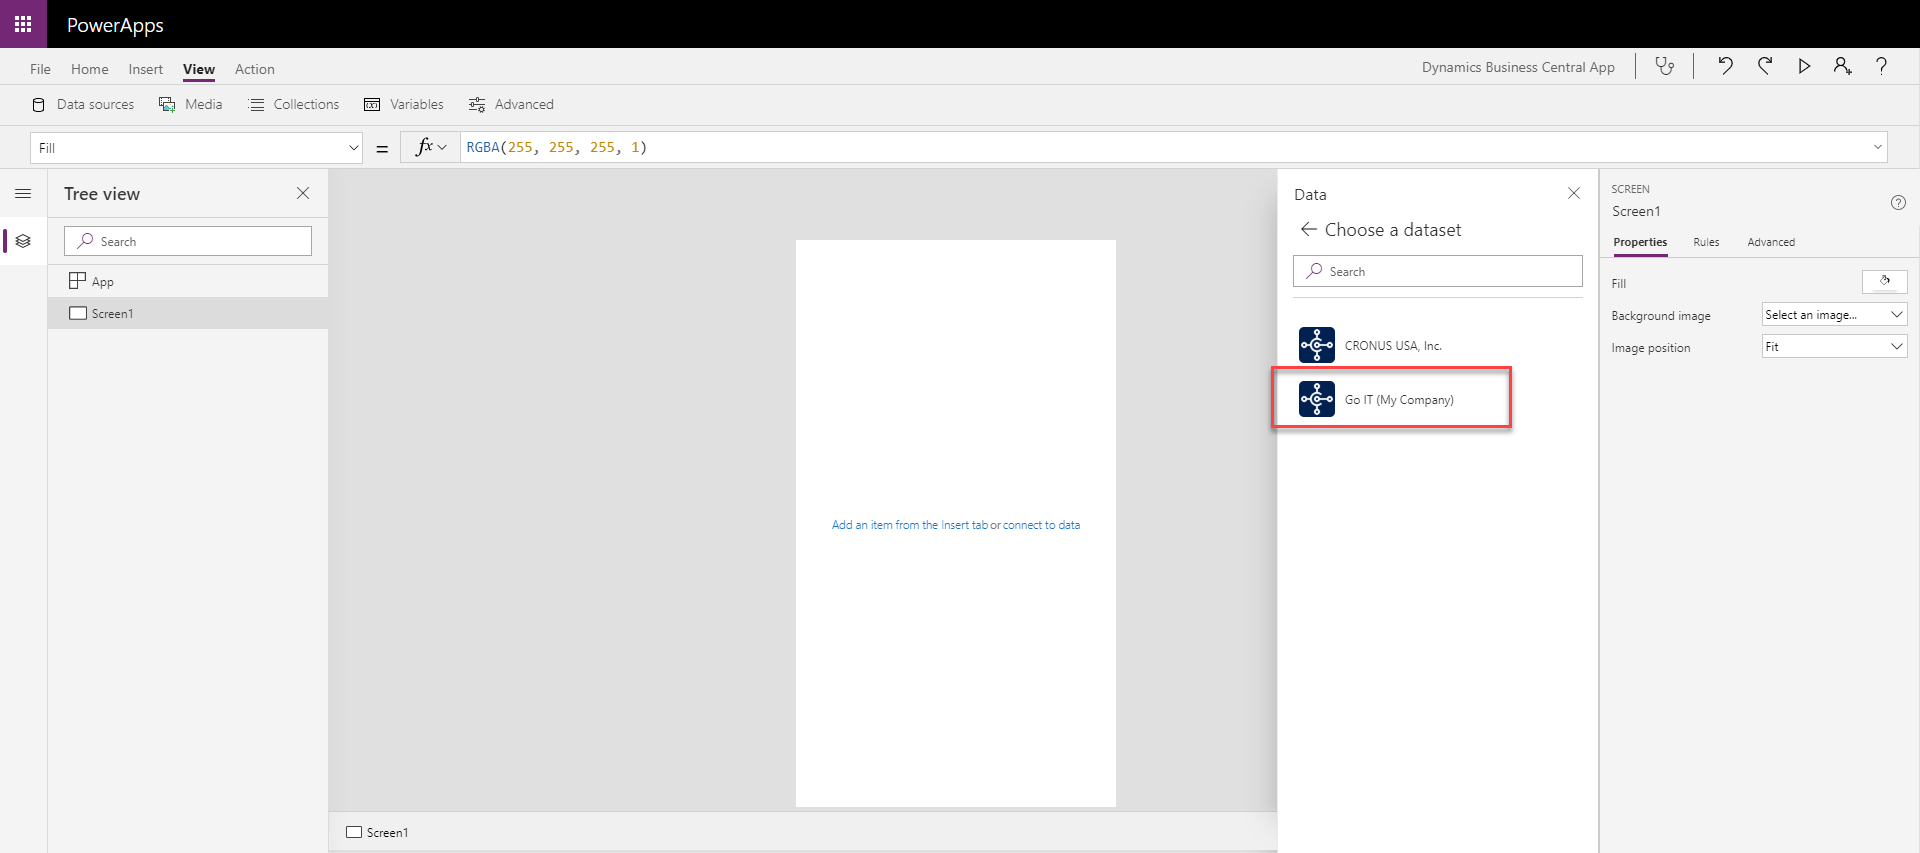 PowerApps
File Home Insert View Action
Dynamics Business Central App
Data sources Media Collections Variables Advanced
Fill = fx RGBA(255, 255, 255, 1)
Tree view
Search
App
Screen1
Add an item from the Insert tab or connect to data
Screen1
Data
Choose a dataset
Search
CRONUS USA, Inc.
Go IT (My Company)
SCREEN
Screen1
Properties Rules Advanced
Fill
Background image Select an image...
Image position Fit